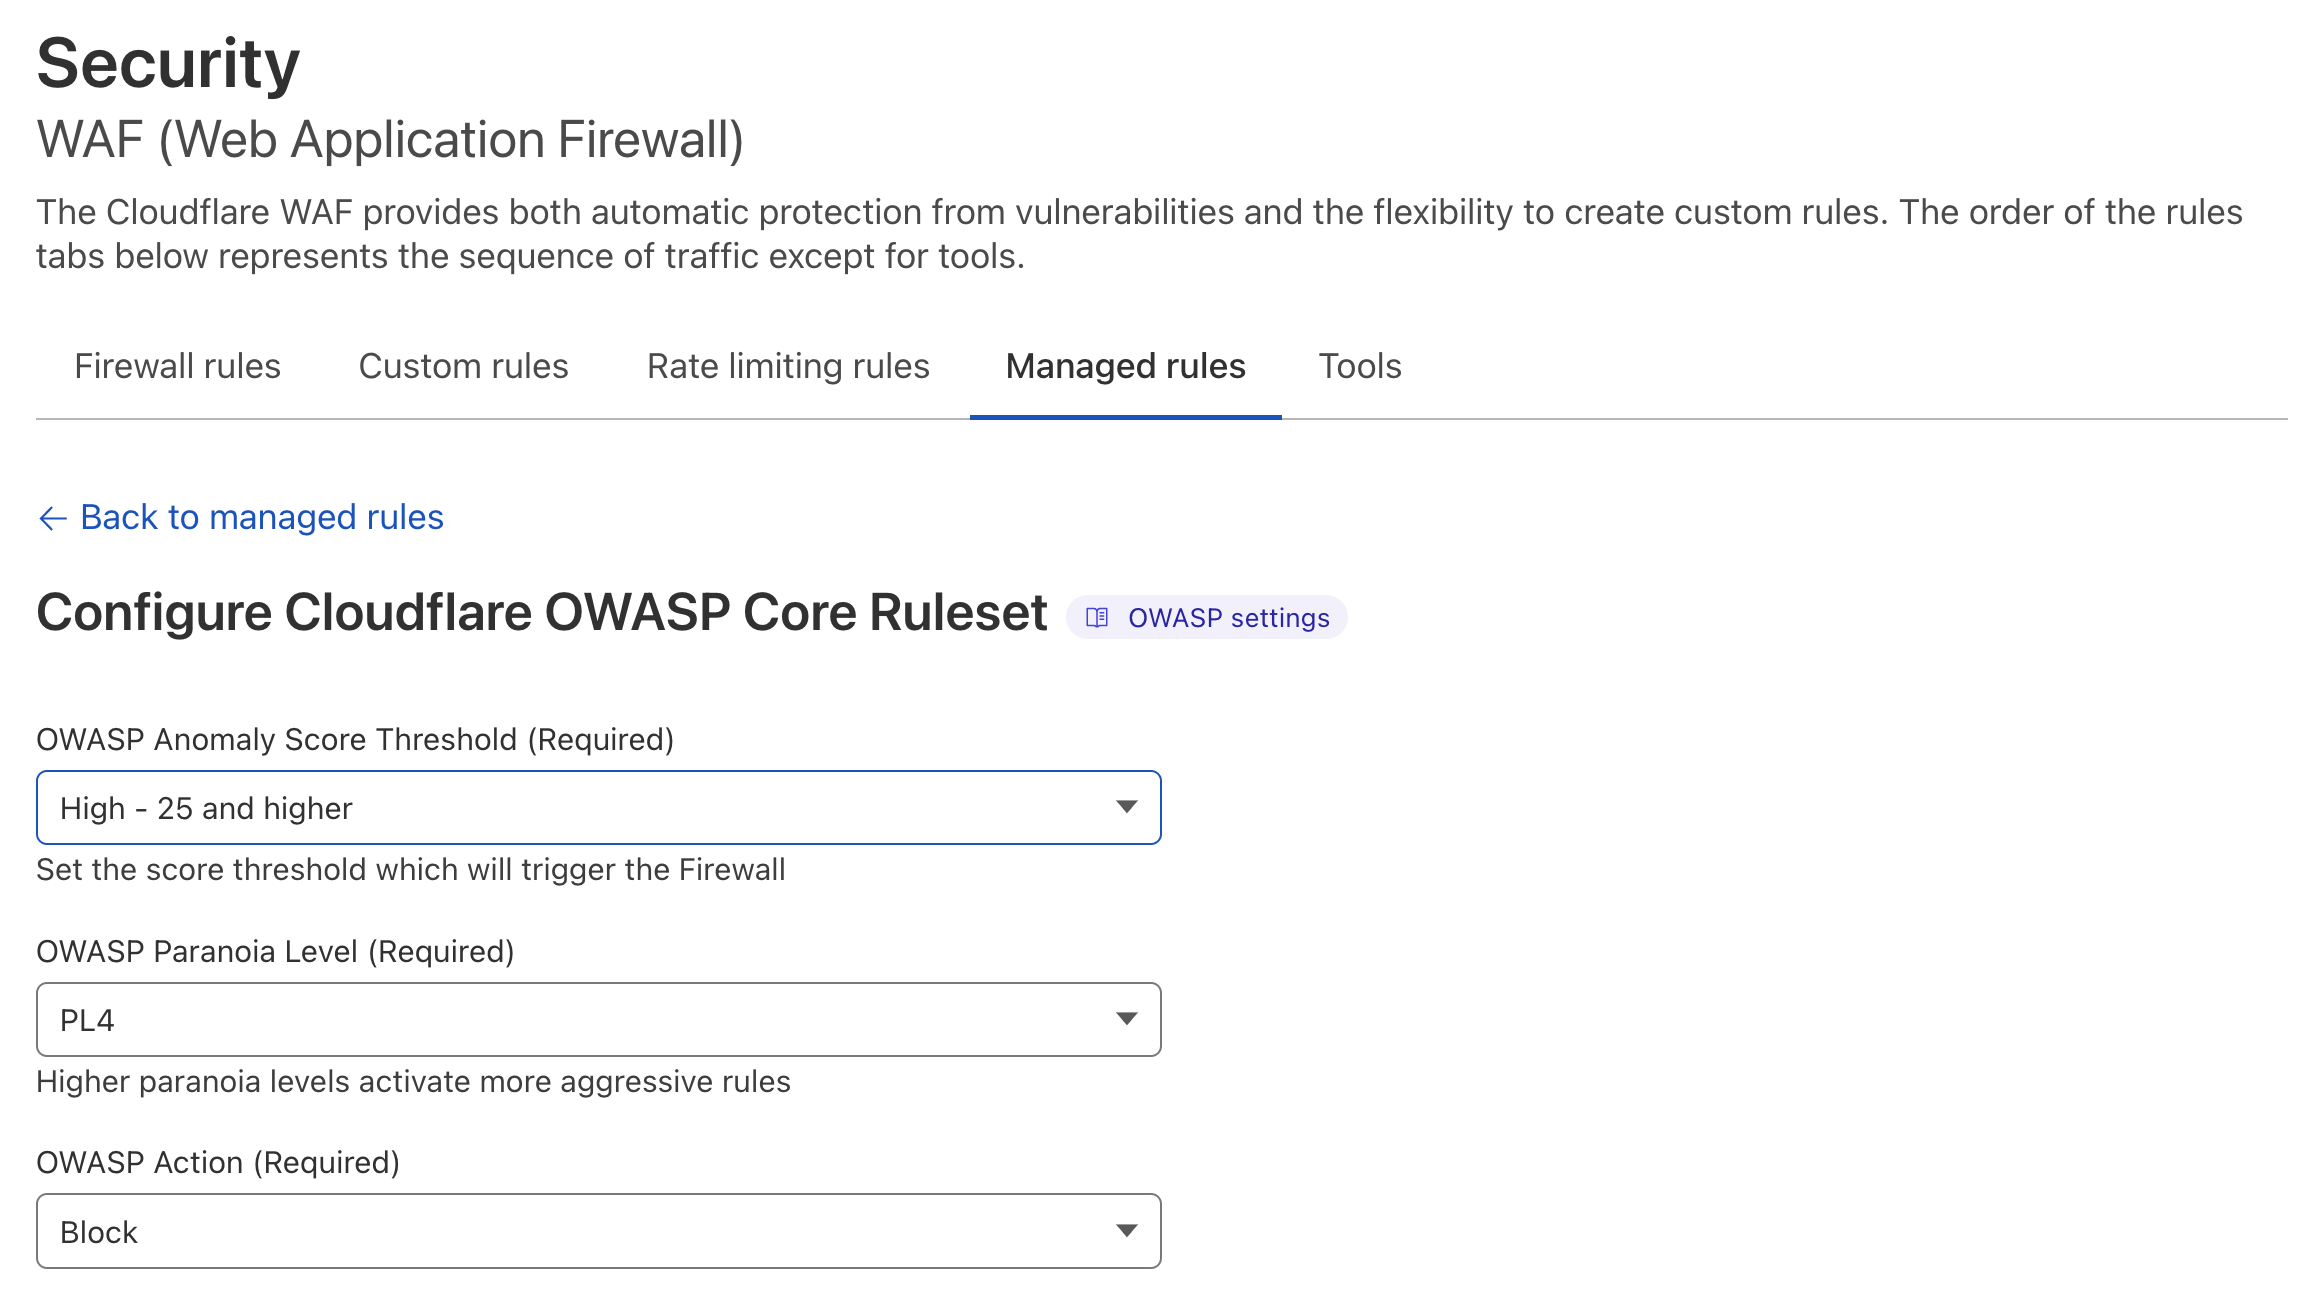 Security
WAF (Web Application Firewall)
The Cloudflare WAF provides both automatic protection from vulnerabilities and the flexibility to create custom rules. The order of the rules
tabs below represents the sequence of traffic except for tools.
Firewall rules Custom rules Rate limiting rules Managed rules Tools
← Back to managed rules
Configure Cloudflare OWASP Core Ruleset OWASP settings
OWASP Anomaly Score Threshold (Required)
High - 25 and higher
Set the score threshold which will trigger the Firewall
OWASP Paranoia Level (Required)
PL4
Higher paranoia levels activate more aggressive rules
OWASP Action (Required)
Block